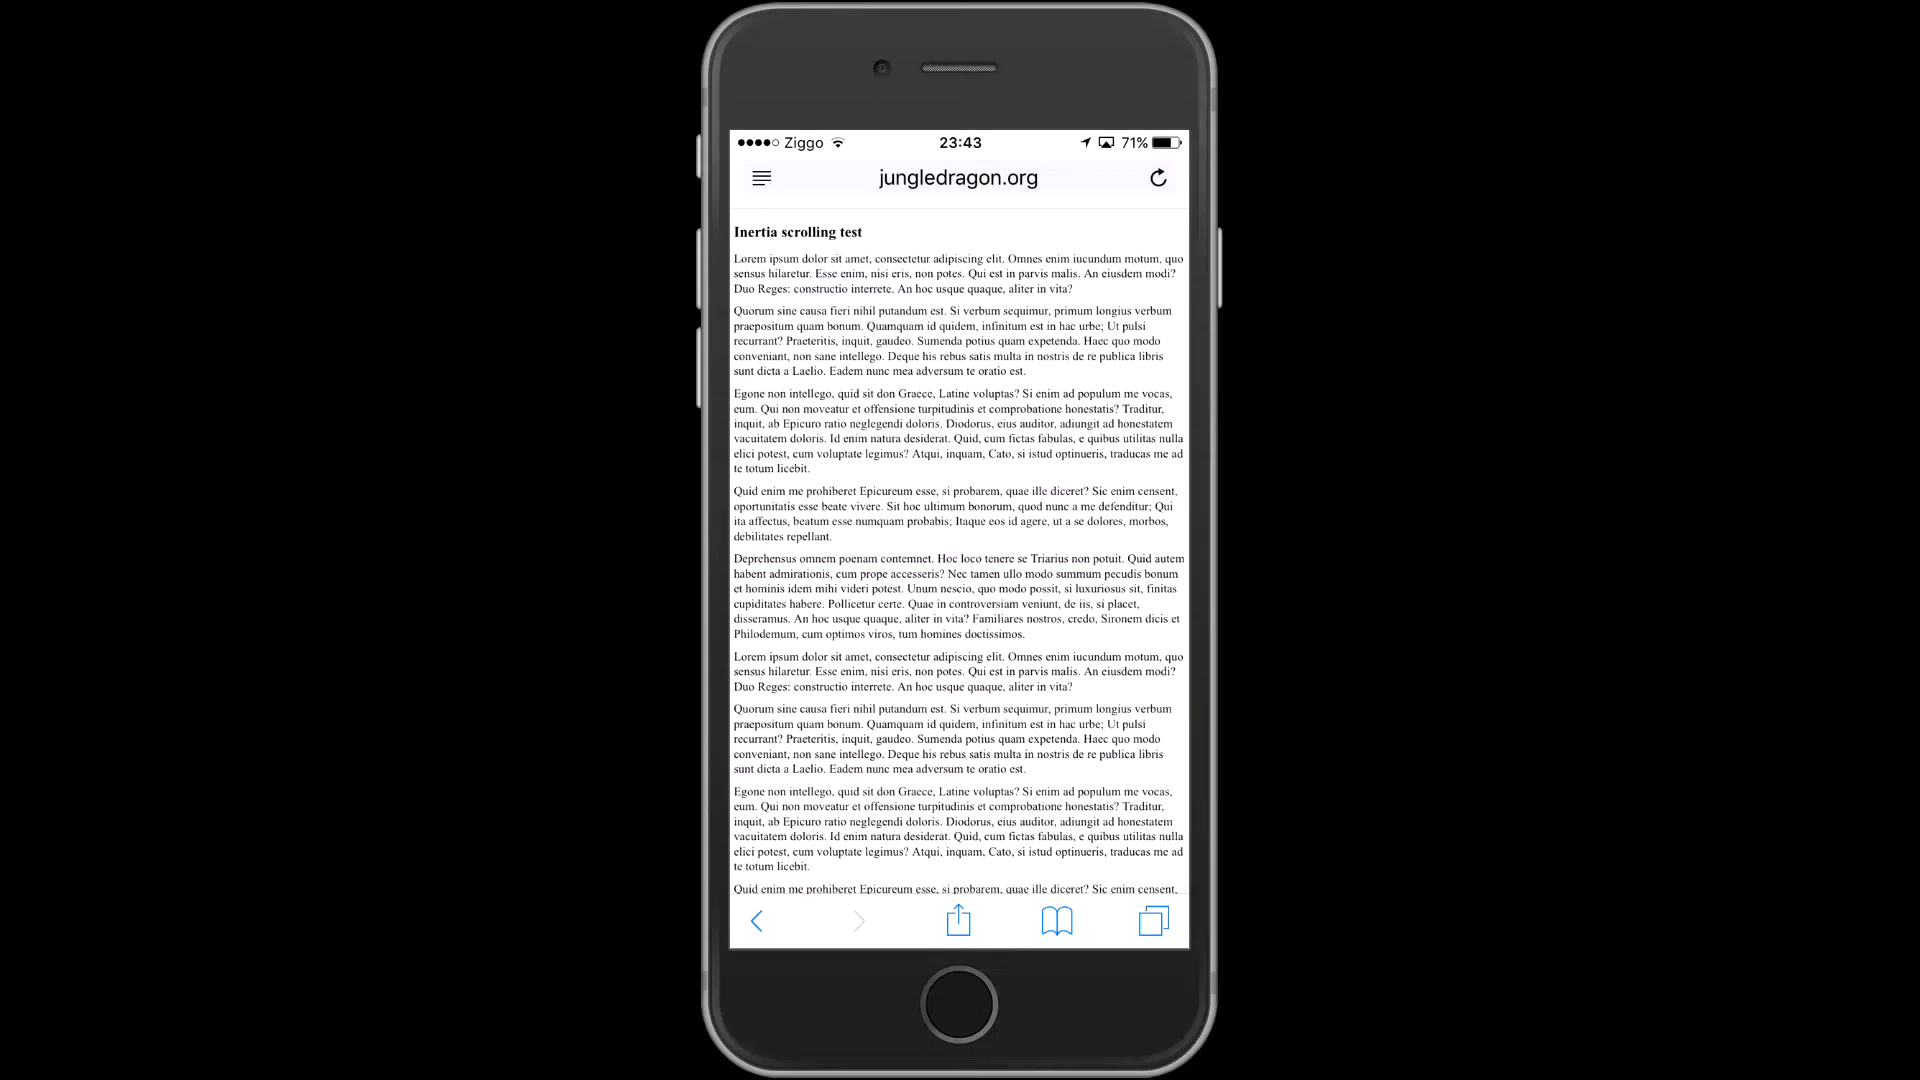 Ziggo 23:43 71%
jungledragon.org
Inertia scrolling test
Lorem ipsum dolor sit amet, consectetur adipiscing elit. Omnes enim iucundum motum, quo
sensus hilaretur. Esse enim, nisi eris, non potes. Qui est in parvis malis. An eiusdem modi?
Duo Reges: constructio interrete. An hoc usque quaque, aliter in vita?
Quorum sine causa fieri nihil putandum est. Si verbum sequimur, primum longius verbum
praepositum quam bonum. Quamquam id quidem, infinitum est in hac urbe; Ut pulsi
recurrant? Praeteritis, inquit, gaudeo. Sumenda potius quam expetenda. Haec quo modo
conveniant, non sane intellego. Deque his rebus satis multa in nostris de re publica libris
sunt dicta a Laelio. Eadem nunc mea adversum te oratio est.
Egone non intellego, quid sit don Graece, Latine voluptas? Si enim ad populum me vocas,
eum. Qui non moveatur et offensione turpitudinis et comprobatione honestatis? Traditur,
inquit, ab Epicuro ratio neglegendi doloris. Diodorus, eius auditor, adiungit ad honestatem
vacuitatem doloris. Id enim natura desiderat. Quid, cum fictas fabulas, e quibus utilitas nulla
elici potest, cum voluptate legimus? Atqui, inquam, Cato, si istud optinueris, traducas me ad
te totum licebit.
Quid enim me prohiberet Epicureum esse, si probarem, quae ille diceret? Sic enim censent,
oportunitatis esse beate vivere. Sit hoc ultimum bonorum, quod nunc a me defenditur; Qui
ita affectus, beatum esse numquam probabis; Itaque eos id agere, ut a se dolores, morbos,
debilitates repellant.
Deprehensus omnem poenam contemnet. Hoc loco tenere se Triarius non potuit. Quid autem
habent admirationis, cum prope accesseris? Nec tamen ullo modo summum pecudis bonum
et hominis idem mihi videri potest. Unum nescio, quo modo possit, si luxuriosus sit, finitas
cupiditates habere. Pollicetur certe. Quae in controversiam veniunt, de iis, si placet,
disseramus. An hoc usque quaque, aliter in vita? Familiares nostros, credo, Sironem dicis et
Philodemum, cum optimos viros, tum homines doctissimos.
Lorem ipsum dolor sit amet, consectetur adipiscing elit. Omnes enim iucundum motum, quo
sensus hilaretur. Esse enim, nisi eris, non potes. Qui est in parvis malis. An eiusdem modi?
Duo Reges: constructio interrete. An hoc usque quaque, aliter in vita?
Quorum sine causa fieri nihil putandum est. Si verbum sequimur, primum longius verbum
praepositum quam bonum. Quamquam id quidem, infinitum est in hac urbe; Ut pulsi
recurrant? Praeteritis, inquit, gaudeo. Sumenda potius quam expetenda. Haec quo modo
conveniant, non sane intellego. Deque his rebus satis multa in nostris de re publica libris
sunt dicta a Laelio. Eadem nunc mea adversum te oratio est.
Egone non intellego, quid sit don Graece, Latine voluptas? Si enim ad populum me vocas,
eum. Qui non moveatur et offensione turpitudinis et comprobatione honestatis? Traditur,
inquit, ab Epicuro ratio neglegendi doloris. Diodorus, eius auditor, adiungit ad honestatem
vacuitatem doloris. Id enim natura desiderat. Quid, cum fictas fabulas, e quibus utilitas nulla
elici potest, cum voluptate legimus? Atqui, inquam, Cato, si istud optinueris, traducas me ad
te totum licebit.
Quid enim me prohiberet Epicureum esse, si probarem, quae ille diceret? Sic enim censent,